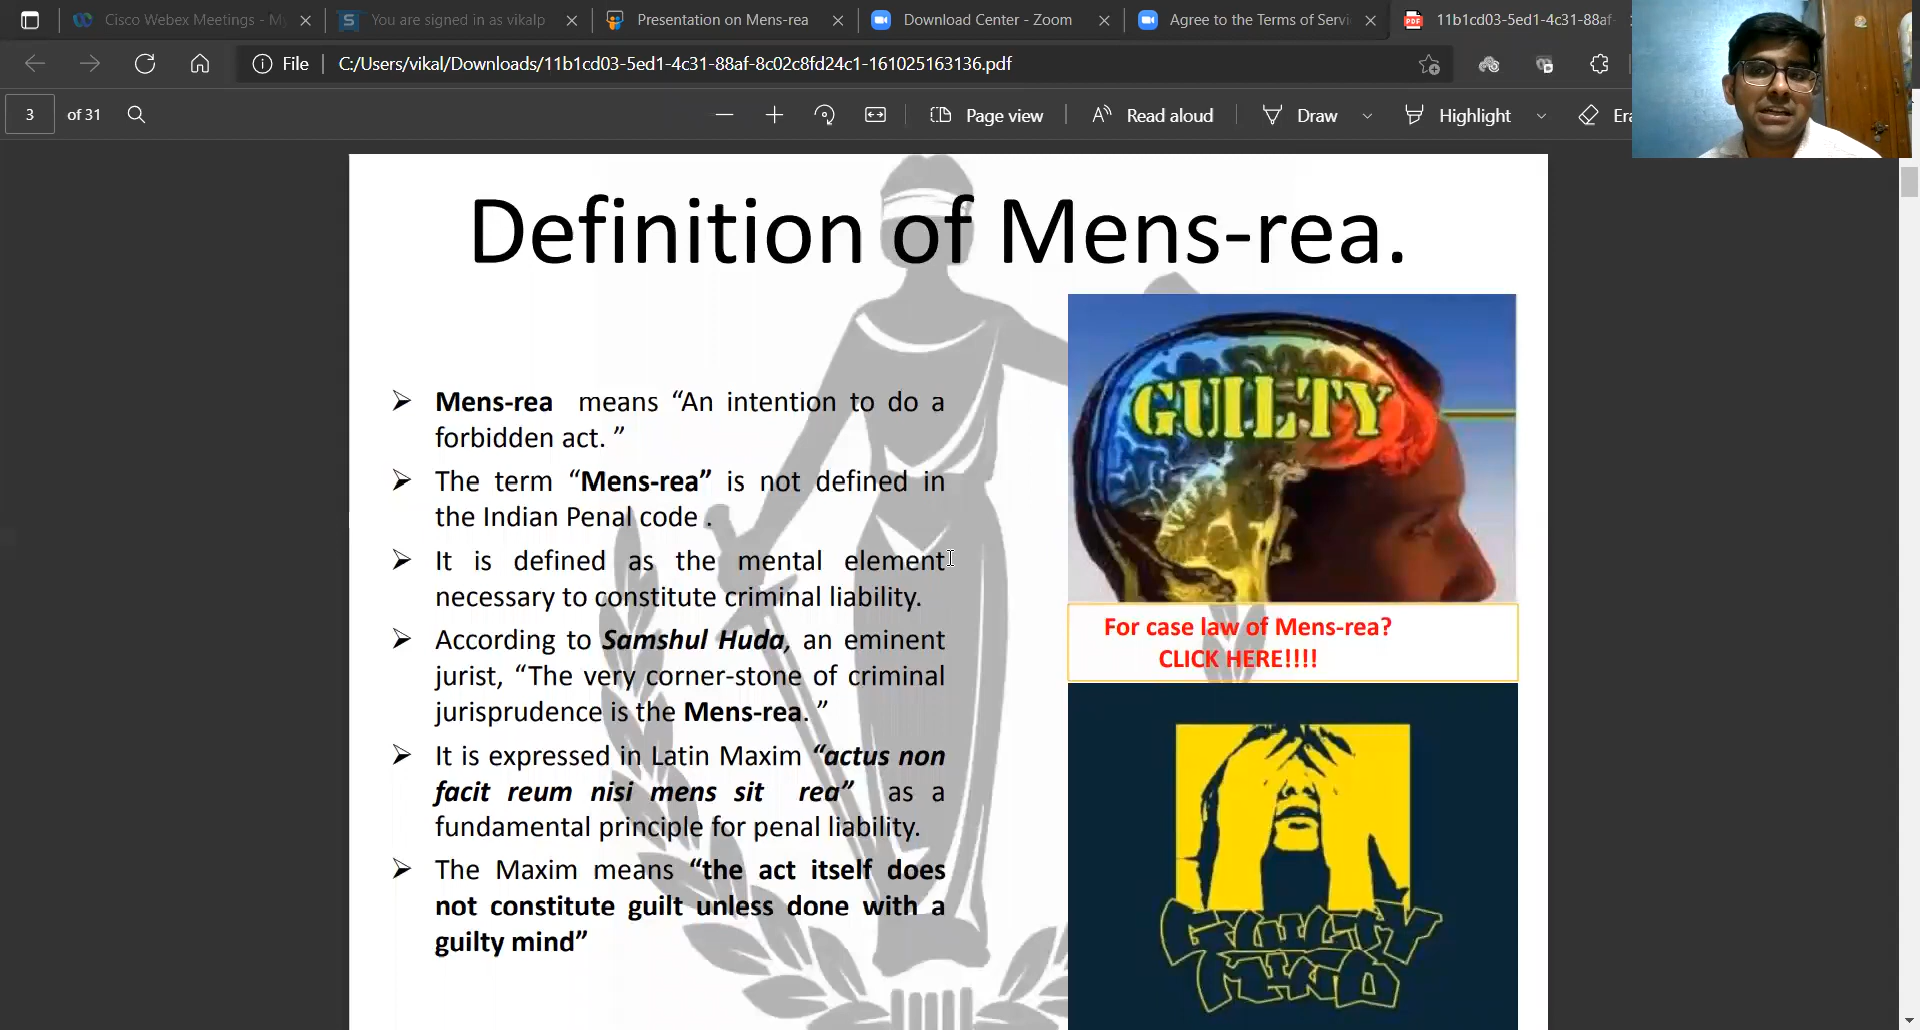 Cisco Webex Meetings - M
You are signed in as vikalp
Presentation on Mens-rea
Download Center - Zoom
Agree to the Terms of Servi
11b1cd03-5ed1-4c31-88af-
File
C:/Users/vikal/Downloads/11b1cd03-5ed1-4c31-88af-8c02c8fd24c1-161025163136.pdf
3 of 31
Page view
Read aloud
Draw
Highlight
Era
Definition of Mens-rea.
Mens-rea means “An intention to do a
forbidden act. ”
The term “Mens-rea” is not defined in
the Indian Penal code .
It is defined as the mental element
necessary to constitute criminal liability.
According to Samshul Huda, an eminent
jurist, “The very corner-stone of criminal
jurisprudence is the Mens-rea. ”
It is expressed in Latin Maxim “actus non
facit reum nisi mens sit rea” as a
fundamental principle for penal liability.
The Maxim means “the act itself does
not constitute guilt unless done with a
guilty mind”
GUILTY
For case law of Mens-rea?
CLICK HERE!!!!
GUILTY
MIND